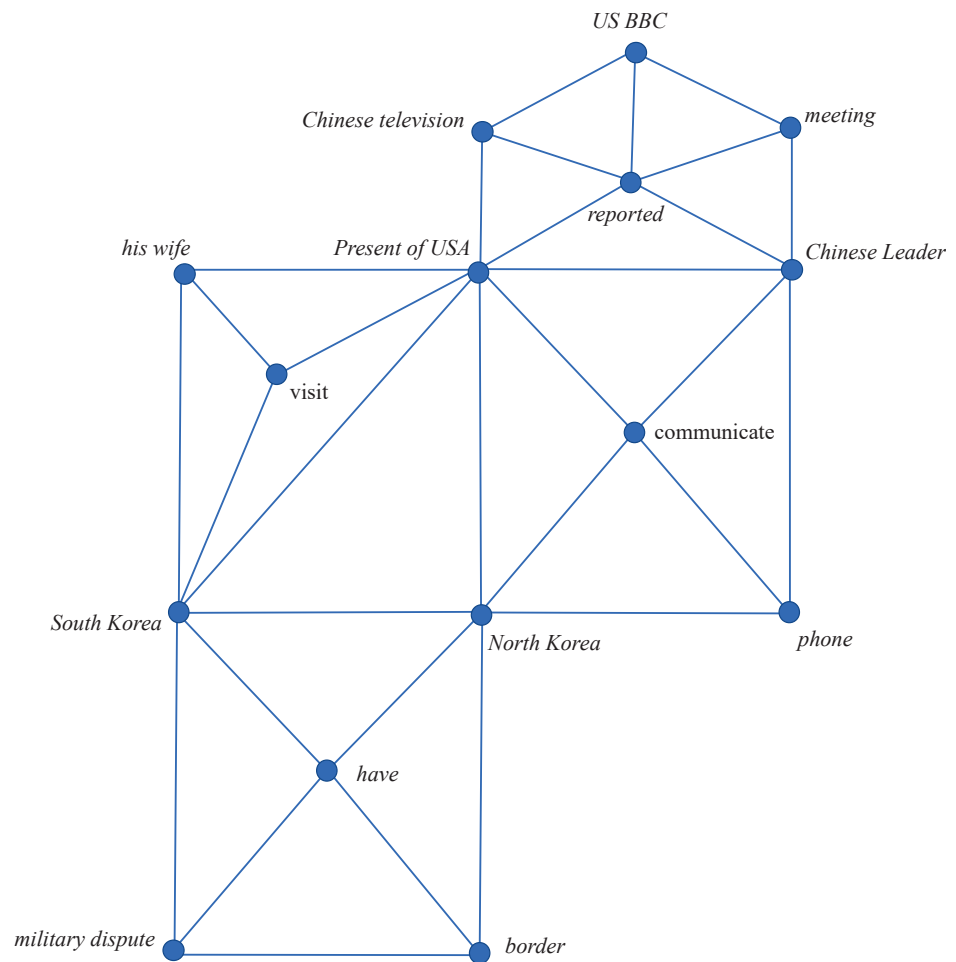 US BBC
Chinese television
meeting
reported
his wife
Present of USA
Chinese Leader
visit
communicate
South Korea
North Korea
phone
have
military dispute
border